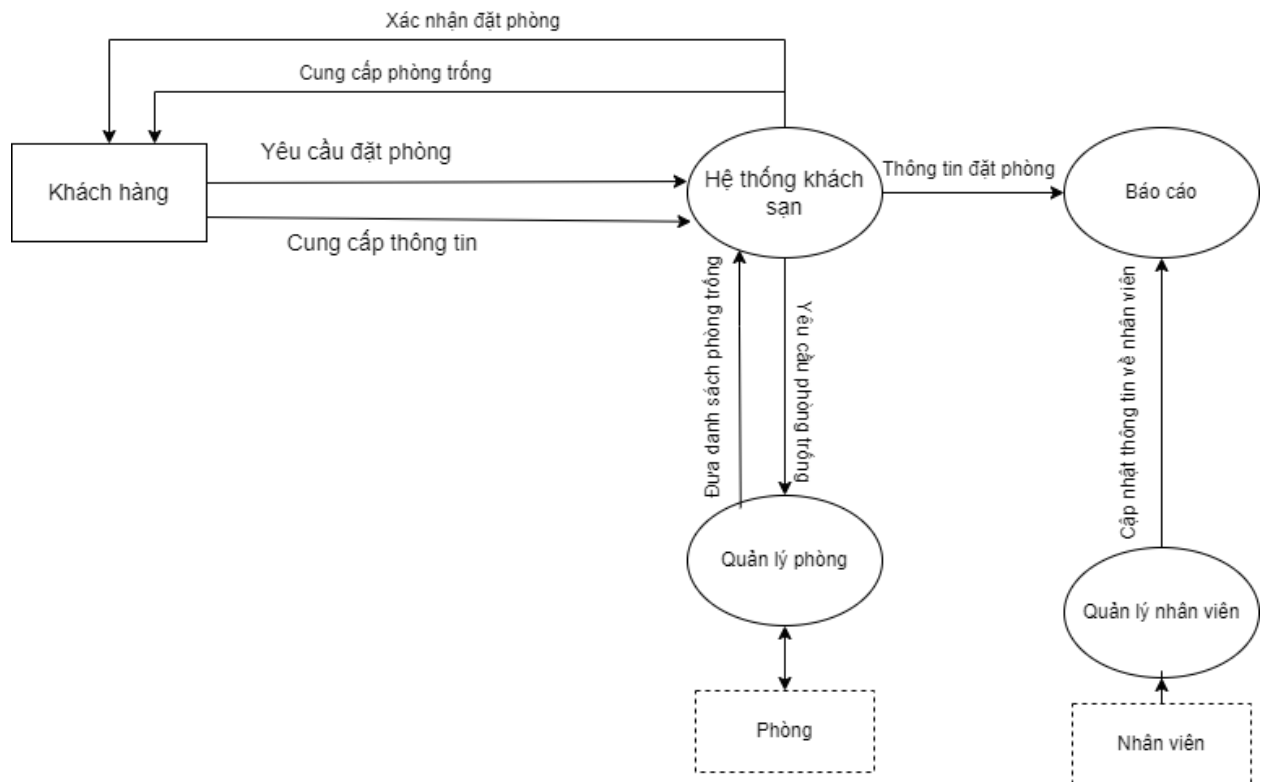 Xác nhận đặt phòng
Cung cấp phòng trống
Yêu cầu đặt phòng
Khách hàng
Cung cấp thông tin
Hệ thống khách
sạn
Thông tin đặt phòng
Báo cáo
Đưa danh sách phòng trống
Yêu cầu phòng trống
Cập nhật thông tin về nhân viên
Quản lý phòng
Quản lý nhân viên
Phòng
Nhân viên